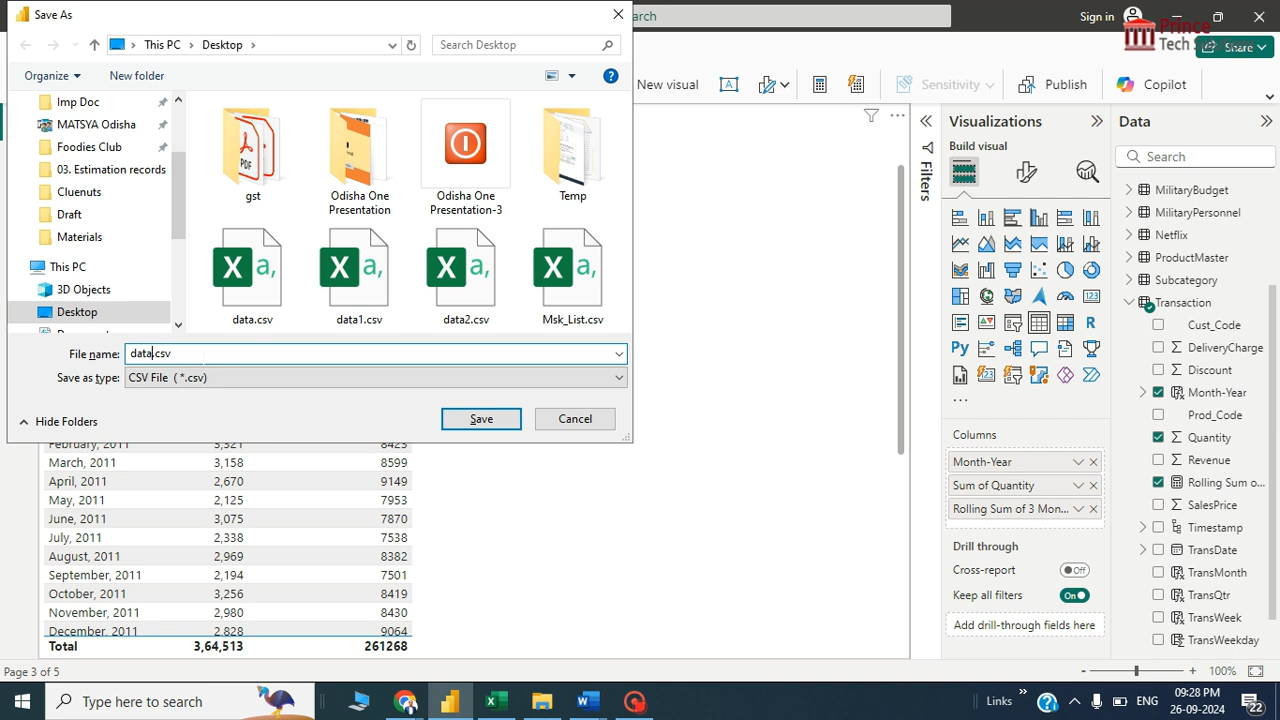 Save As
This PC
Desktop
Search Desktop
Organize
New folder
Imp Doc
MATSYA Odisha
Foodies Club
03. Estimation records
Cluenuts
Draft
Materials
This PC
3D Objects
Desktop
PDF
gst
Odisha One
Presentation
Odisha One
Presentation-3
Temp
data.csv
data1.csv
data2.csv
Msk_List.csv
File name:
data.csv
Save as type:
CSV File ( *.csv)
Hide Folders
Save
Cancel
arch
Sign in
Prince
Share
New visual
Sensitivity
Publish
Copilot
Filters
Visualizations
Build visual
Columns
Month-Year
Sum of Quantity
Rolling Sum of 3 Mon...
Drill through
Cross-report
Off
Keep all filters
On
Add drill-through fields here
Data
Search
MilitaryBudget
MilitaryPersonnel
Netflix
ProductMaster
Subcategory
Transaction
Cust_Code
DeliveryCharge
Discount
Month-Year
Prod_Code
Quantity
Revenue
Rolling Sum o...
SalesPrice
Timestamp
TransDate
TransMonth
TransQtr
TransWeek
TransWeekday
February, 2011 3,321 8423
March, 2011 3,158 8599
April, 2011 2,670 9149
May, 2011 2,125 7953
June, 2011 3,075 7870
July, 2011 2,338 7538
August, 2011 2,969 8382
September, 2011 2,194 7501
October, 2011 3,256 8419
November, 2011 2,980 8430
December, 2011 2,828 9064
Total 3,64,513 261268
Page 3 of 5
100%
Type here to search
Links
ENG
09:28 PM
26-09-2024
22